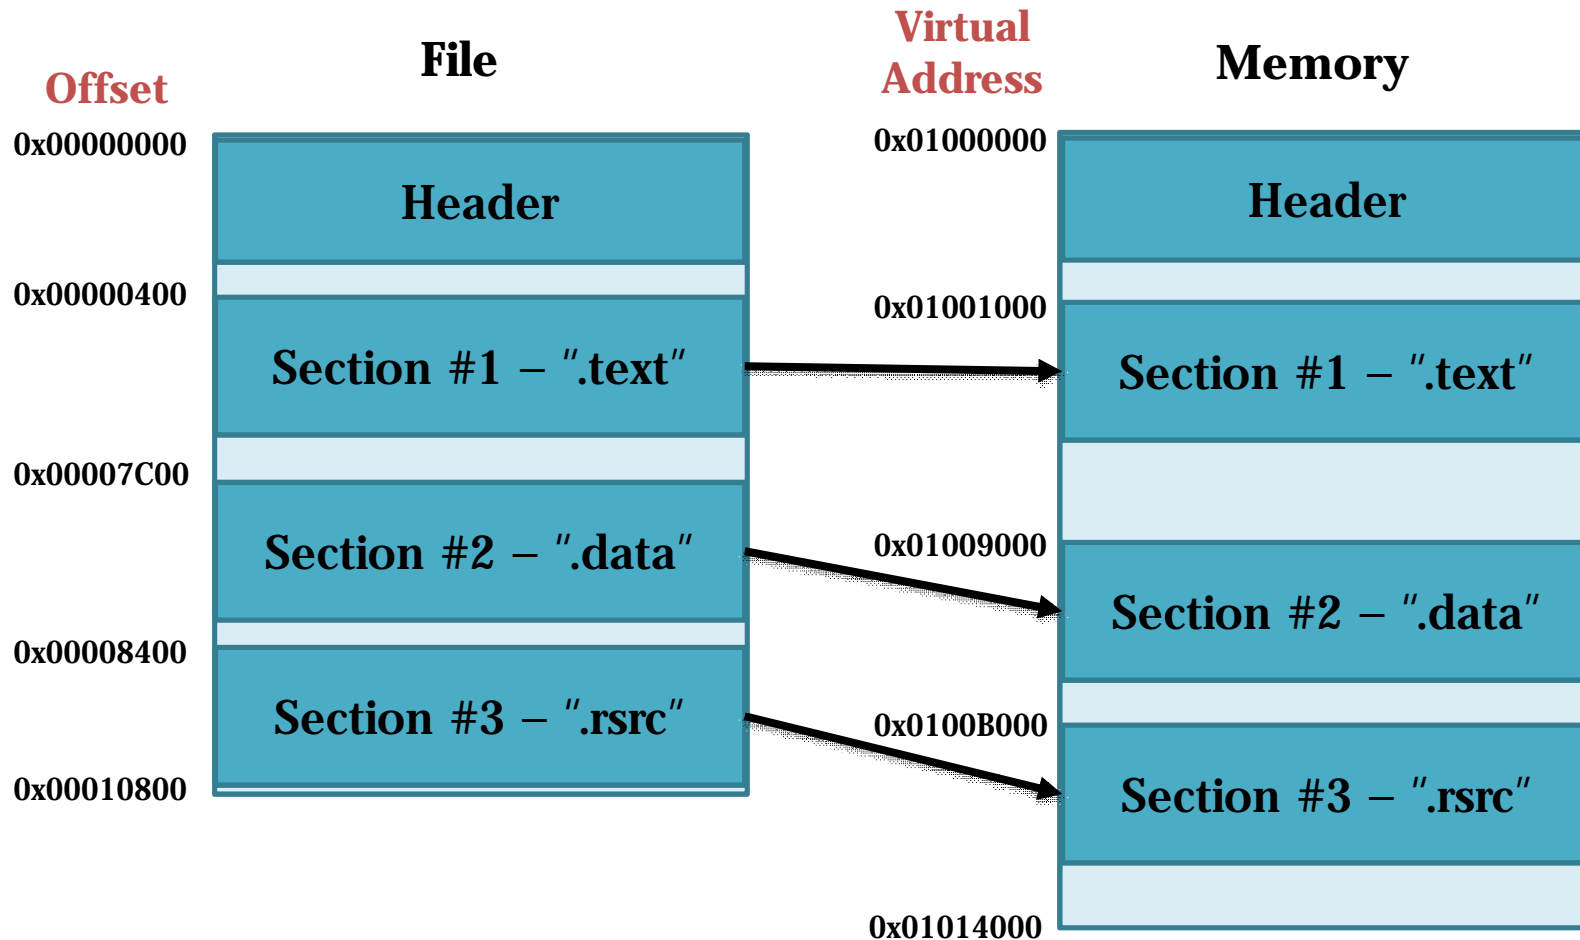 File
Offset
0x00000000
Header
0x00000400
Section #1 – ".text"
0x00007C00
Section #2 – ".data"
0x00008400
Section #3 – ".rsrc"
0x00010800
Virtual
Address
Memory
0x01000000
Header
0x01001000
Section #1 – ".text"
0x01009000
Section #2 – ".data"
0x0100B000
Section #3 – ".rsrc"
0x01014000